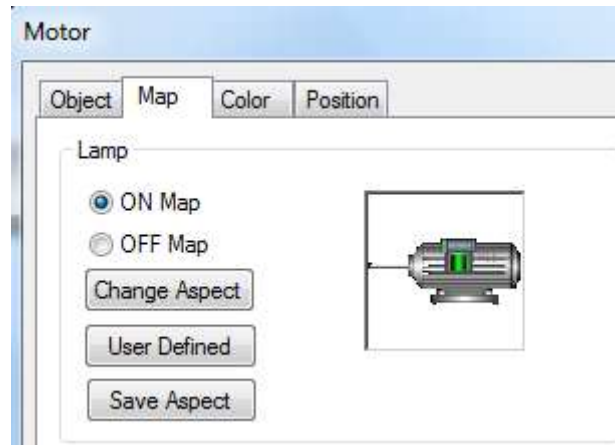 Motor
Object Map Color Position
Lamp
ON Map
OFF Map
Change Aspect
User Defined
Save Aspect